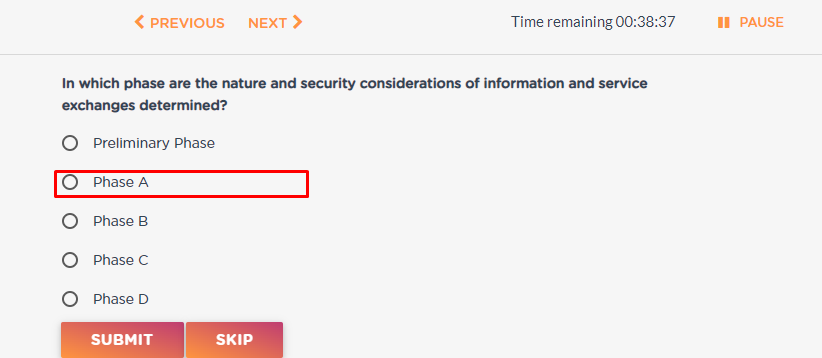 PREVIOUS NEXT Time remaining 00:38:37 PAUSE
In which phase are the nature and security considerations of information and service
exchanges determined?
Preliminary Phase
Phase A
Phase B
Phase C
Phase D
SUBMIT SKIP